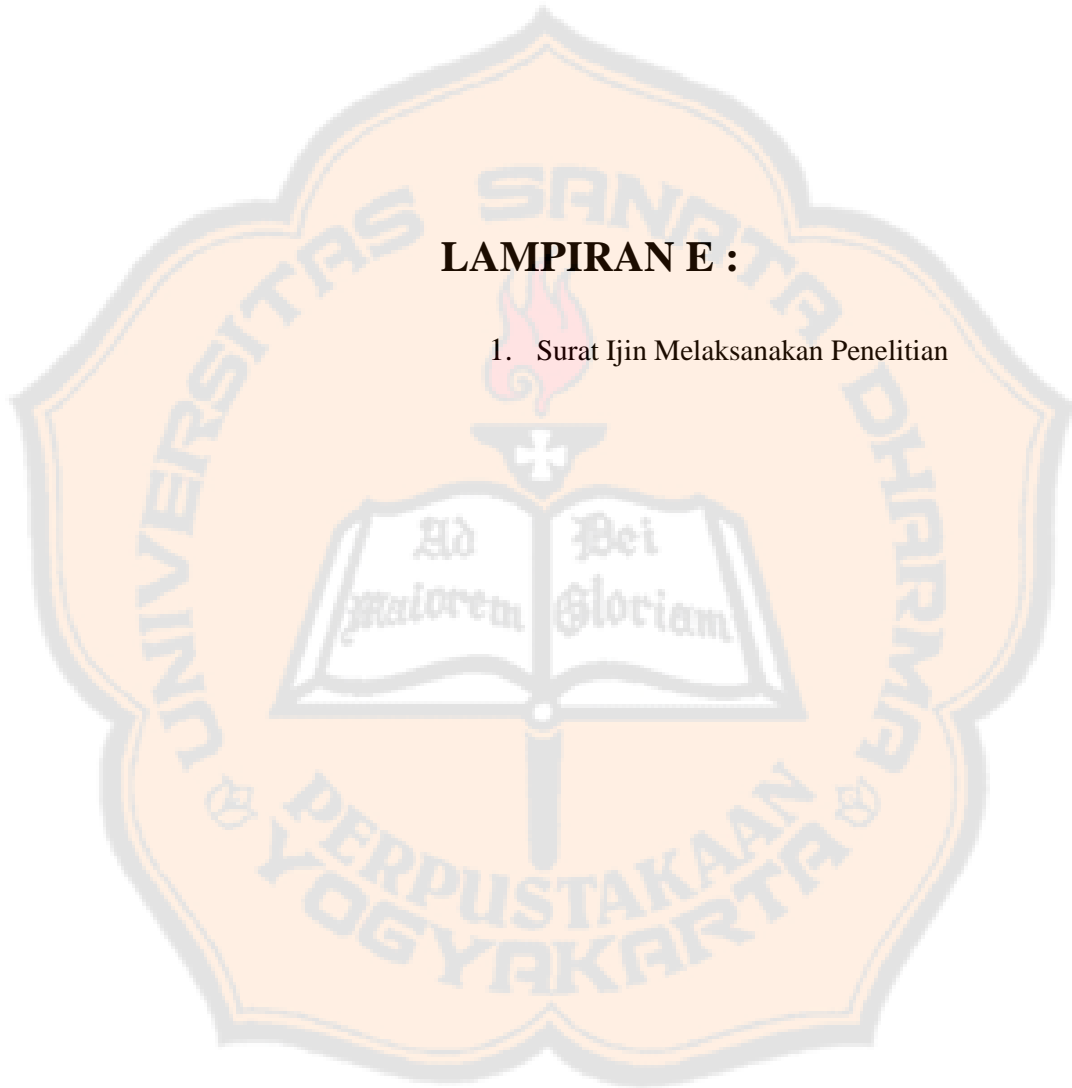 LAMPIRAN E :
1. Surat Ijin Melaksanakan Penelitian
UNIVERSITAS SANATA DHARMA
Ad Maiorem
Dei Gloriam
PERPUSTAKAAN
YOGYAKARTA